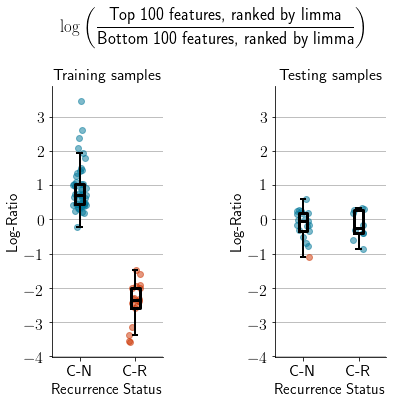 log ( Top 100 features, ranked by limma
Bottom 100 features, ranked by limma )
Training samples
Testing samples
Log-Ratio
3
2
1
0
−1
−2
−3
−4
C-N C-R
Recurrence Status
Log-Ratio
3
2
1
0
−1
−2
−3
−4
C-N C-R
Recurrence Status